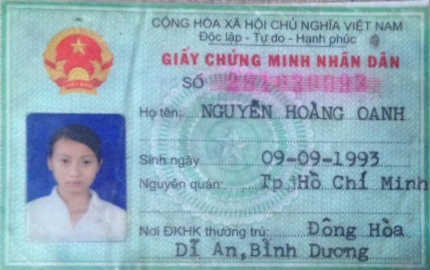 CỘNG HÒA XÃ HỘI CHỦ NGHĨA VIỆT NAM
Độc lập - Tự do - Hạnh phúc
GIẤY CHỨNG MINH NHÂN DÂN
SỐ
Họ tên: NGUYỄN HOÀNG OANH
Sinh ngày 09-09-1993
Nguyên quán: Tp, Hồ Chí Minh
Nơi ĐKHK thường trú: Đông Hòa
Dĩ An, Bình Dương